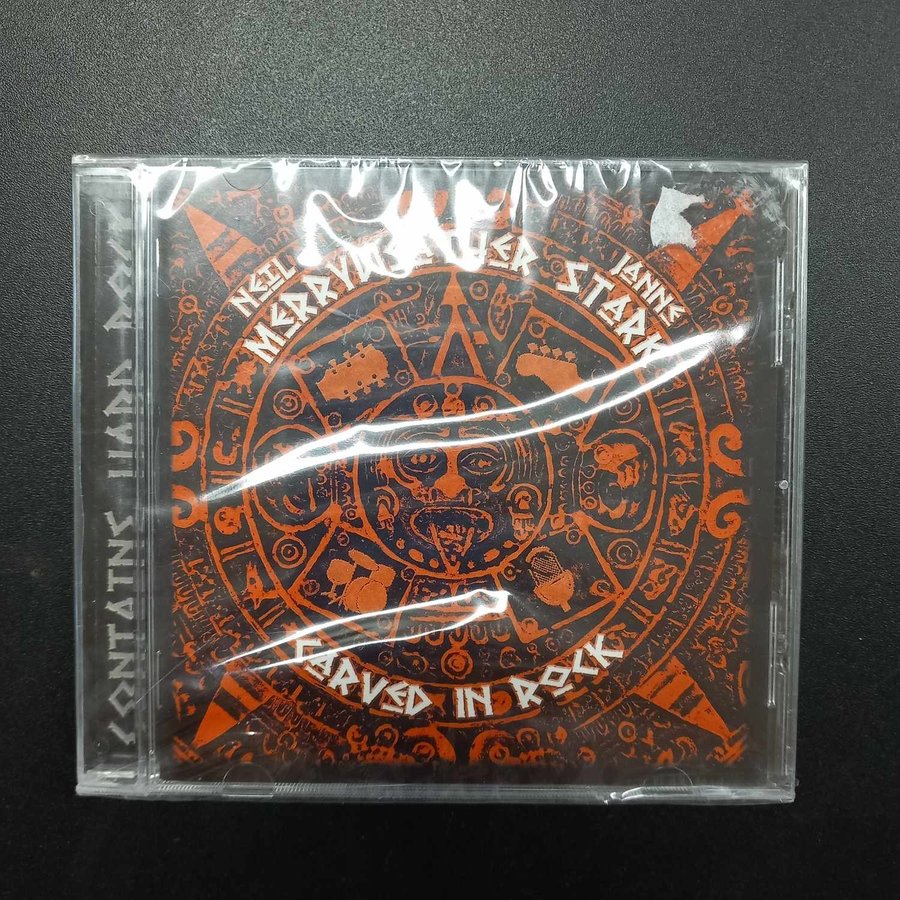 NEIL
MERRYWEATHER
JANNE
STARK
CARVED IN ROCK
CONTAINS HARD ROCK